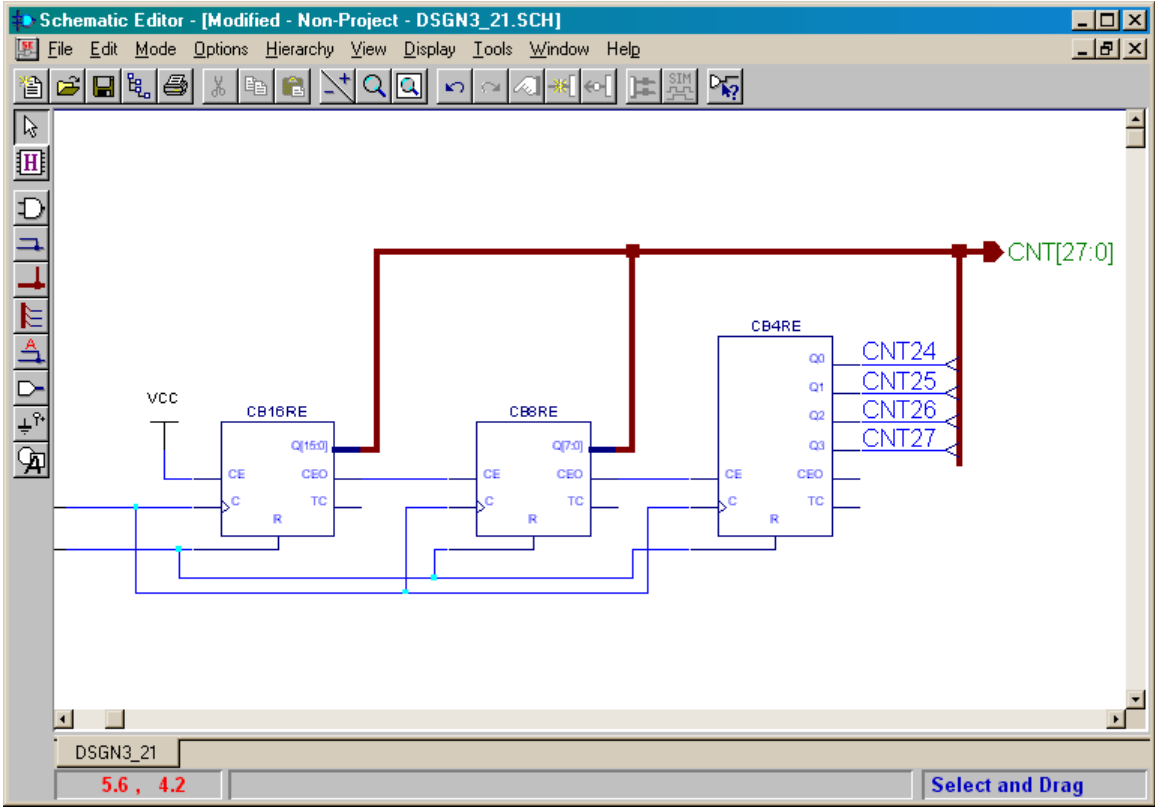 Schematic Editor - [Modified - Non-Project - DSGN3_21.SCH]
File Edit Mode Options Hierarchy View Display Tools Window Help
SIM
H
A
A
CNT[27:0]
CB4RE
Q0 CNT24
Q1 CNT25
Q2 CNT26
Q3 CNT27
VCC
CB16RE CB8RE
Q[15:0] Q[7:0]
CE CEO CE CEO CE CEO
C TC C TC C TC
R R R
DSGN3_21
5.6 , 4.2 Select and Drag